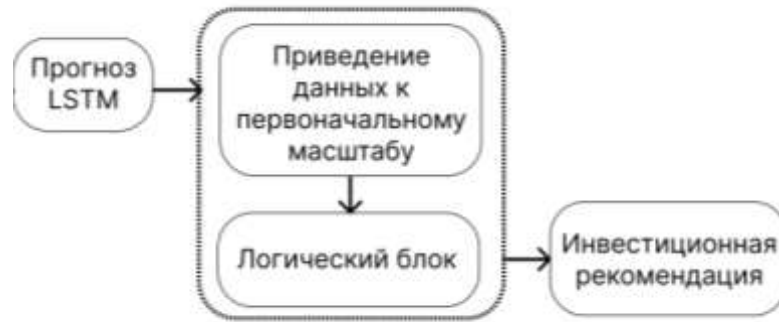 Прогноз
LSTM
Приведение
данных к
первоначальному
масштабу
Логический блок
Инвестиционная
рекомендация